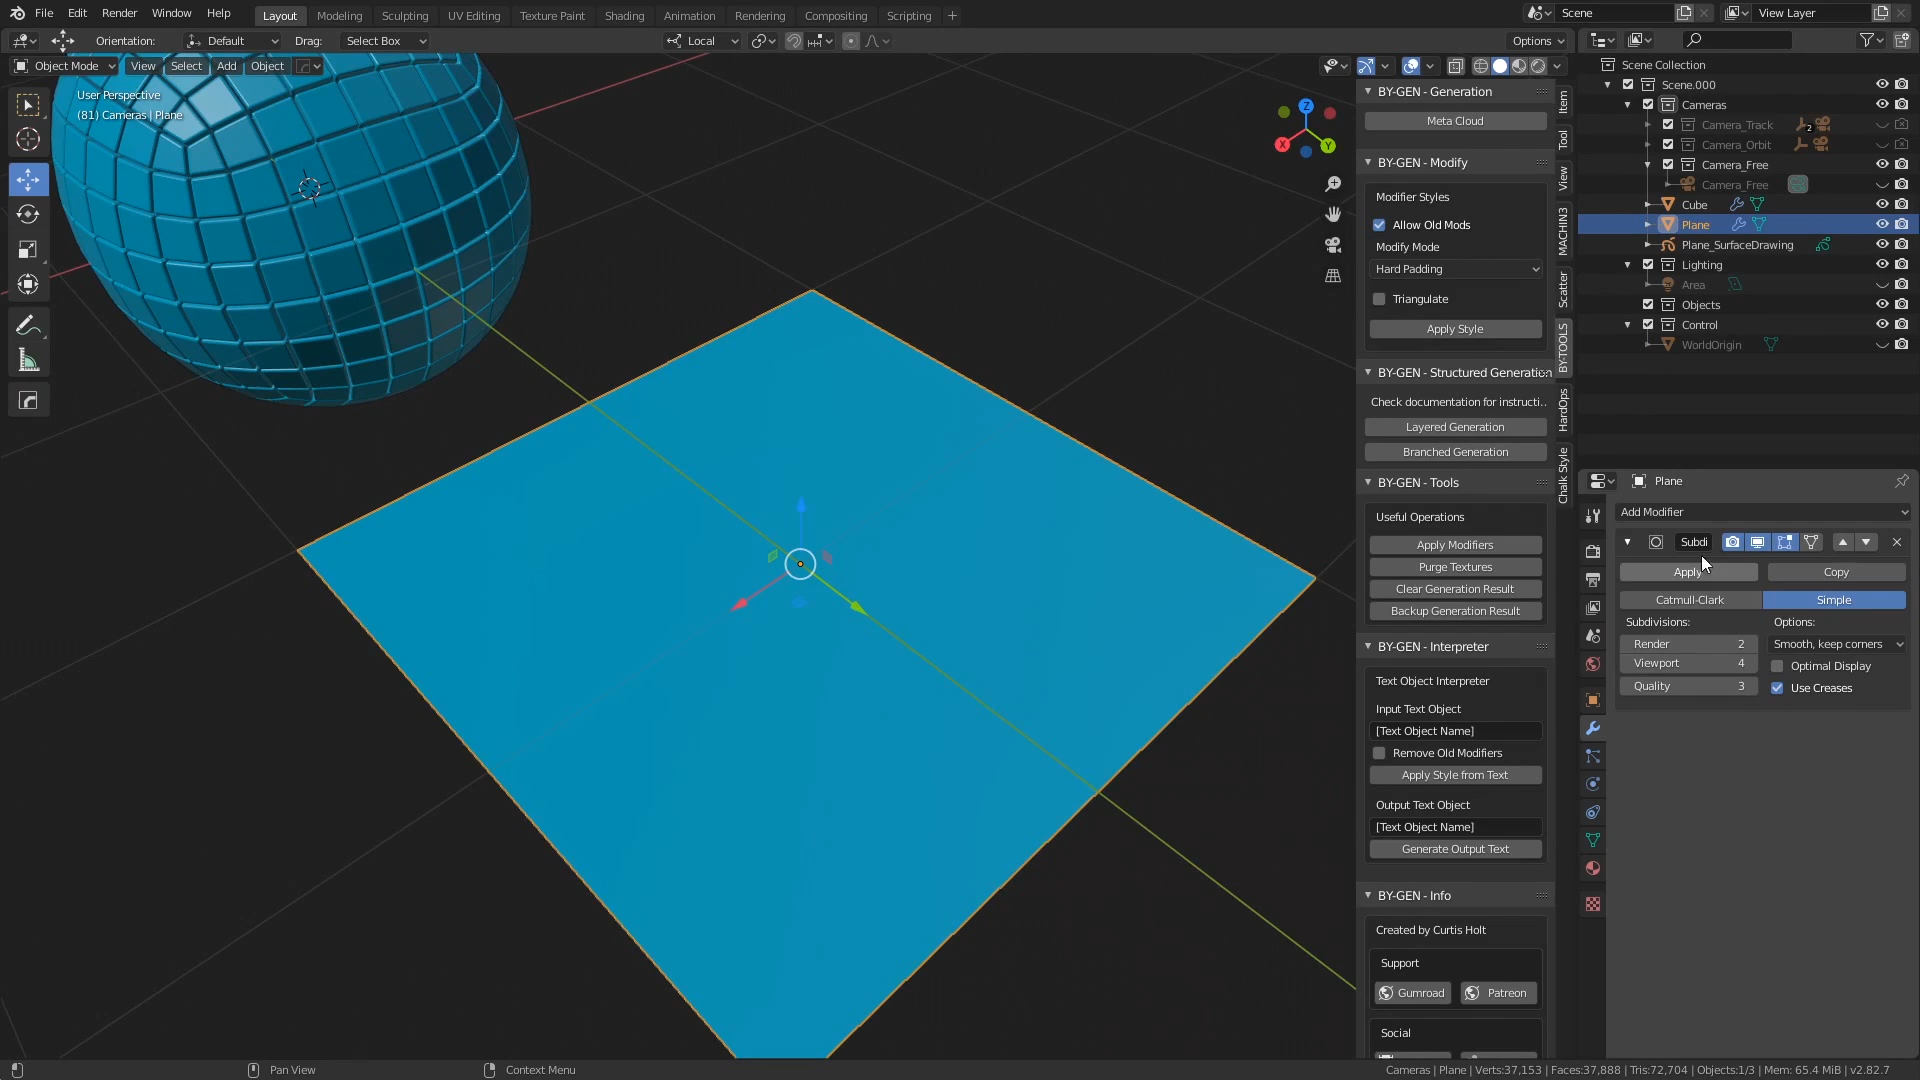 File Edit Render Window Help
Layout Modeling Sculpting UV Editing Texture Paint Shading Animation Rendering Compositing Scripting +
Scene
View Layer
Orientation: Default Drag: Select Box
Local
Options
Object Mode View Select Add Object
User Perspective
(81) Cameras | Plane
Z
X
Y
BY-GEN - Generation
Meta Cloud
BY-GEN - Modify
Modifier Styles
Allow Old Mods
Modify Mode
Hard Padding
Triangulate
Apply Style
BY-GEN - Structured Generation
Check documentation for instructi..
Layered Generation
Branched Generation
BY-GEN - Tools
Useful Operations
Apply Modifiers
Purge Textures
Clear Generation Result
Backup Generation Result
BY-GEN - Interpreter
Text Object Interpreter
Input Text Object
[Text Object Name]
Remove Old Modifiers
Apply Style from Text
Output Text Object
[Text Object Name]
Generate Output Text
BY-GEN - Info
Created by Curtis Holt
Support
Gumroad Patreon
Social
Item
Tool
View
MACHIN3
Scatter
BY-TOOLS
HardOps
Chalk Style
Scene Collection
Scene.000
Cameras
Camera_Track 2
Camera_Orbit
Camera_Free
Camera_Free
Cube
Plane
Plane_SurfaceDrawing
Lighting
Area
Objects
Control
WorldOrigin
Plane
Add Modifier
Subdi
Apply Copy
Catmull-Clark Simple
Subdivisions: Options:
Render 2 Smooth, keep corners
Viewport 4 Optimal Display
Quality 3 Use Creases
Pan View
Context Menu
Cameras | Plane | Verts:37,153 | Faces:37,888 | Tris:72,704 | Objects:1/3 | Mem: 65.4 MiB | v2.82.7